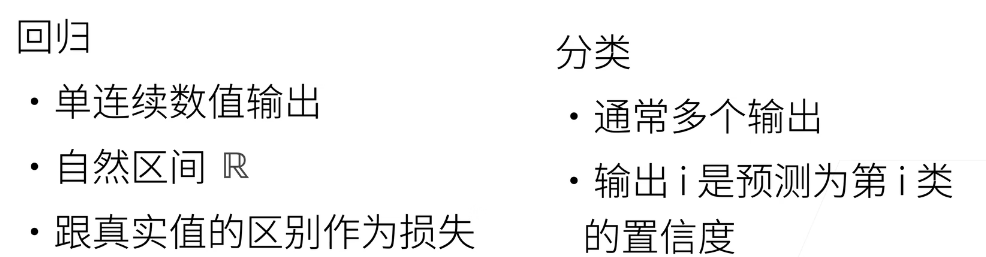 回归
• 单连续数值输出
• 自然区间 ℝ
• 跟真实值的区别作为损失
分类
• 通常多个输出
• 输出 i 是预测为第 i 类
的置信度